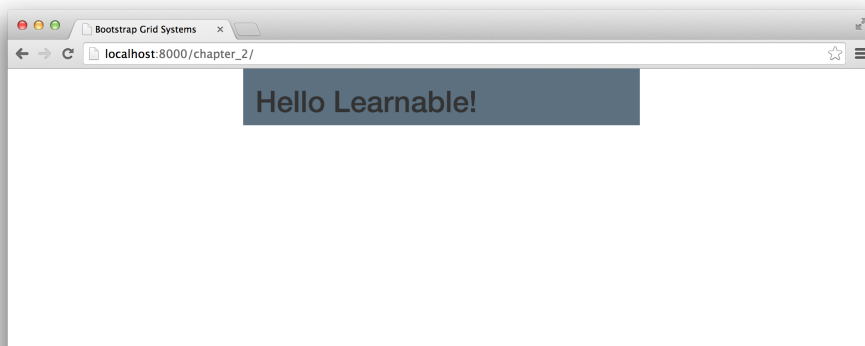 Bootstrap Grid Systems
localhost:8000/chapter_2/
Hello Learnable!